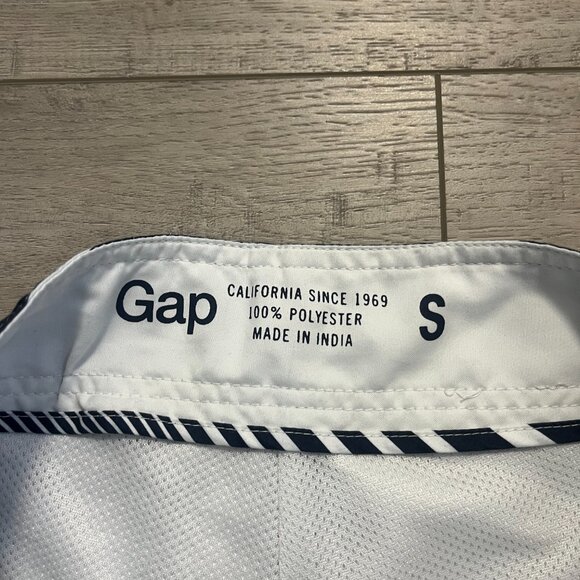 Gap
CALIFORNIA SINCE 1969
100% POLYESTER
MADE IN INDIA
S